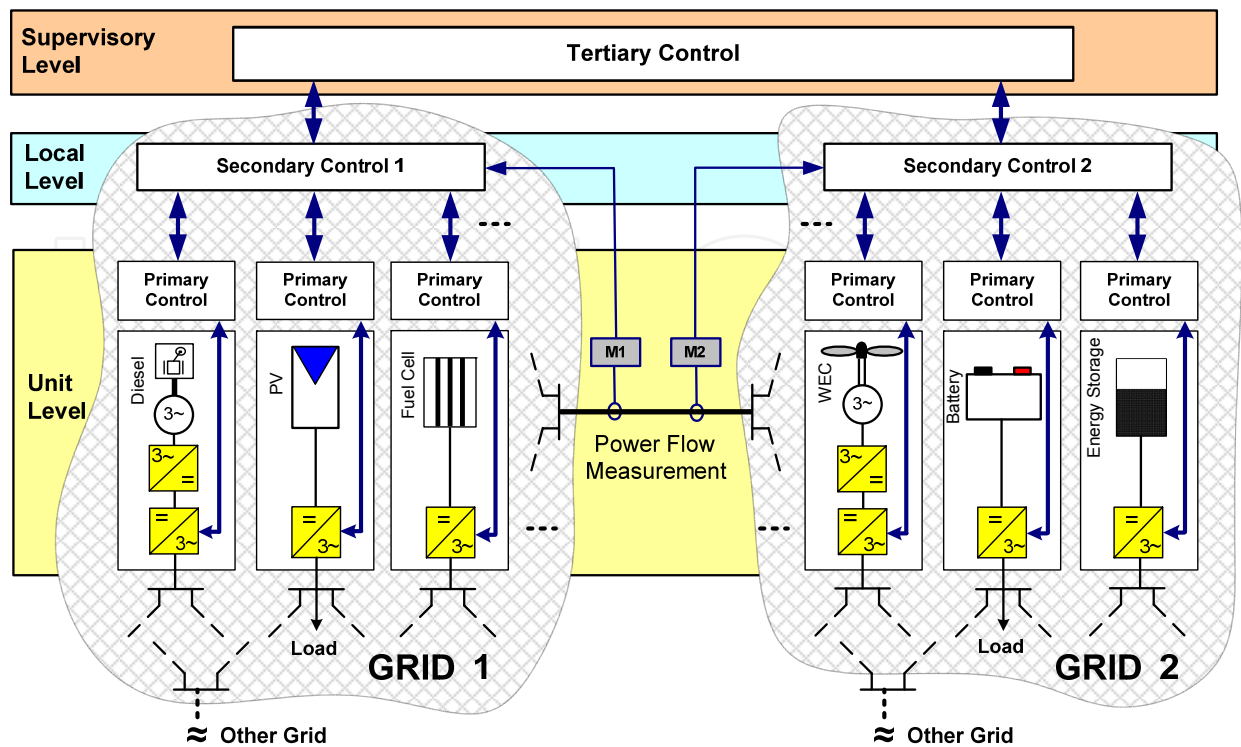 Supervisory
Level
Tertiary Control
Local
Level
Secondary Control 1
Secondary Control 2
Unit
Level
Primary
Control
Primary
Control
Primary
Control
Primary
Control
Primary
Control
Primary
Control
Diesel
3~
3~
=
=
3~
PV
=
3~
Fuel Cell
=
3~
M1
M2
Power Flow
Measurement
WEC
3~
3~
=
=
3~
Battery
=
3~
Energy Storage
=
3~
Load
GRID 1
Load
GRID 2
≈ Other Grid
≈ Other Grid